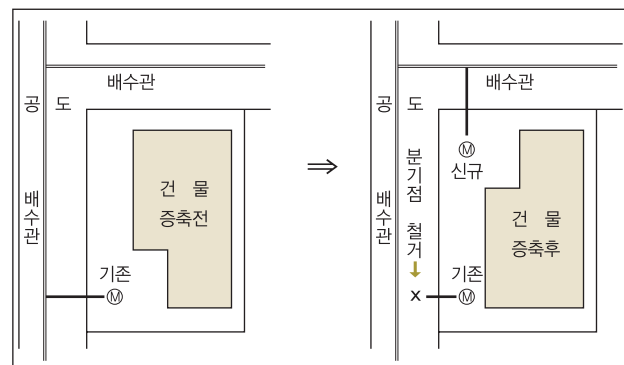 배수관
공 도
배수관
건 물
증축전
기존
Ⓜ
⇒
배수관
공 도
배수관
Ⓜ
신규
분기점 철거
↓
x
건 물
증축후
기존
Ⓜ